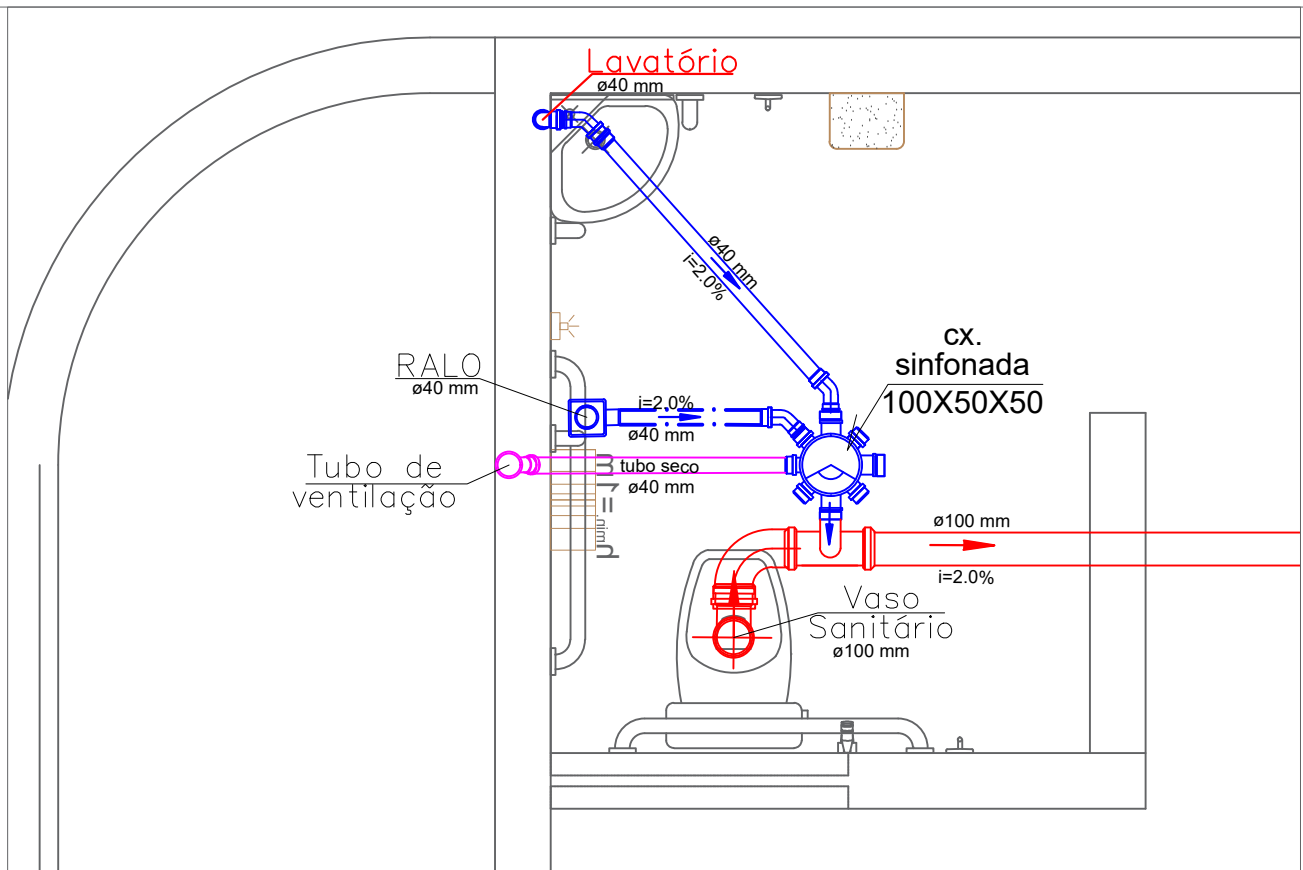 Lavatório
ø40 mm
ø40 mm
i=2.0%
cx.
sinfonada
100X50X50
RALO
ø40 mm
i=2.0%
ø40 mm
Tubo de
ventilação
tubo seco
ø40 mm
ø100 mm
i=2.0%
Vaso
Sanitário
ø100 mm